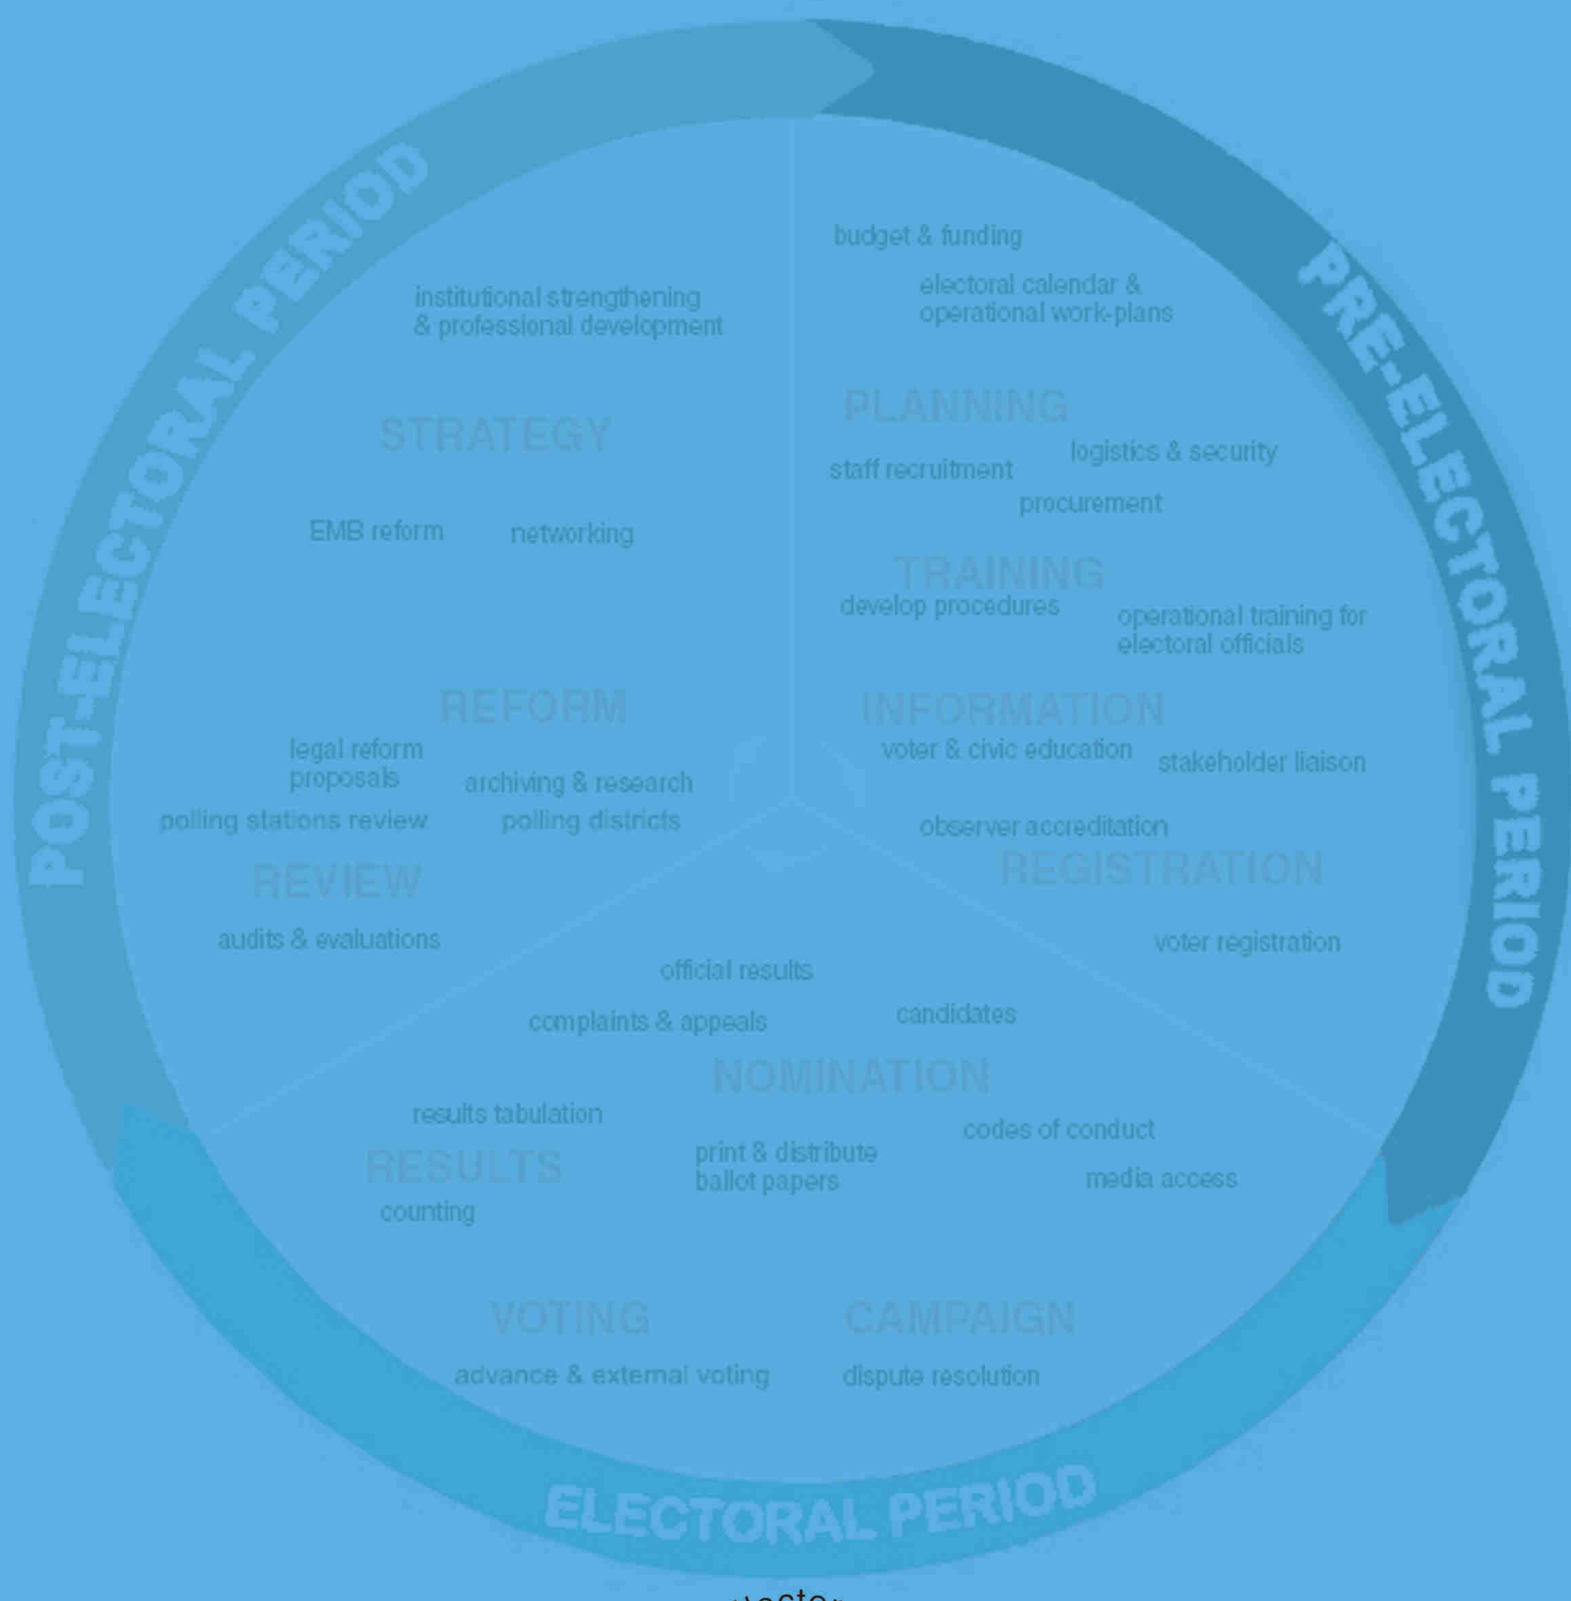 POST-ELECTORAL PERIOD
institutional strengthening
& professional development
STRATEGY
EMB reform
networking
REFORM
legal reform
proposals
archiving & research
polling stations review
polling districts
REVIEW
audits & evaluations
PRE-ELECTORAL PERIOD
budget & funding
electoral calendar &
operational work-plans
PLANNING
logistics & security
staff recruitment
procurement
TRAINING
develop procedures
operational training for
electoral officials
INFORMATION
voter & civic education
stakeholder liaison
observer accreditation
REGISTRATION
voter registration
official results
complaints & appeals
candidates
NOMINATION
results tabulation
codes of conduct
RESULTS
print & distribute
ballot papers
media access
counting
VOTING
CAMPAIGN
advance & external voting
dispute resolution
ELECTORAL PERIOD